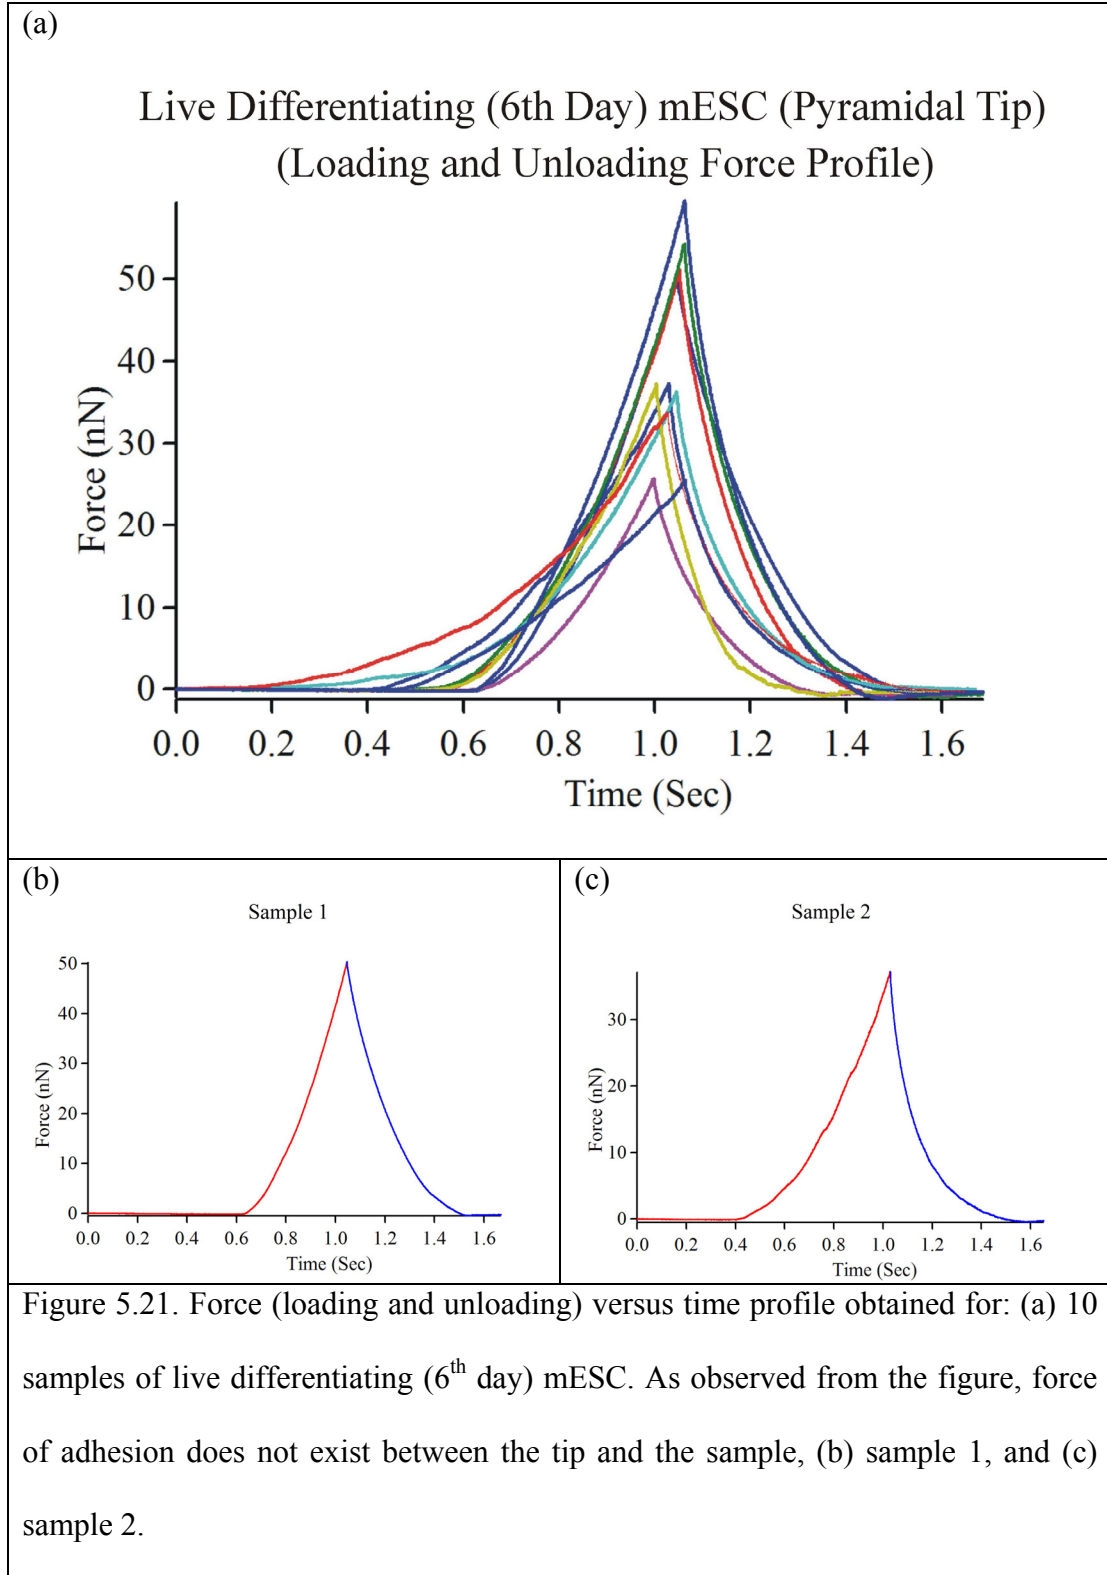 (a)
Live Differentiating (6th Day) mESC (Pyramidal Tip)
(Loading and Unloading Force Profile)
50
40
30
20
10
0
Force (nN)
0.0 0.2 0.4 0.6 0.8 1.0 1.2 1.4 1.6
Time (Sec)
(b)
Sample 1
50
40
30
20
10
0
Force (nN)
0.0 0.2 0.4 0.6 0.8 1.0 1.2 1.4 1.6
Time (Sec)
(c)
Sample 2
30
20
10
0
Force (nN)
0.0 0.2 0.4 0.6 0.8 1.0 1.2 1.4 1.6
Time (Sec)
Figure 5.21. Force (loading and unloading) versus time profile obtained for: (a) 10
samples of live differentiating (6th day) mESC. As observed from the figure, force
of adhesion does not exist between the tip and the sample, (b) sample 1, and (c)
sample 2.